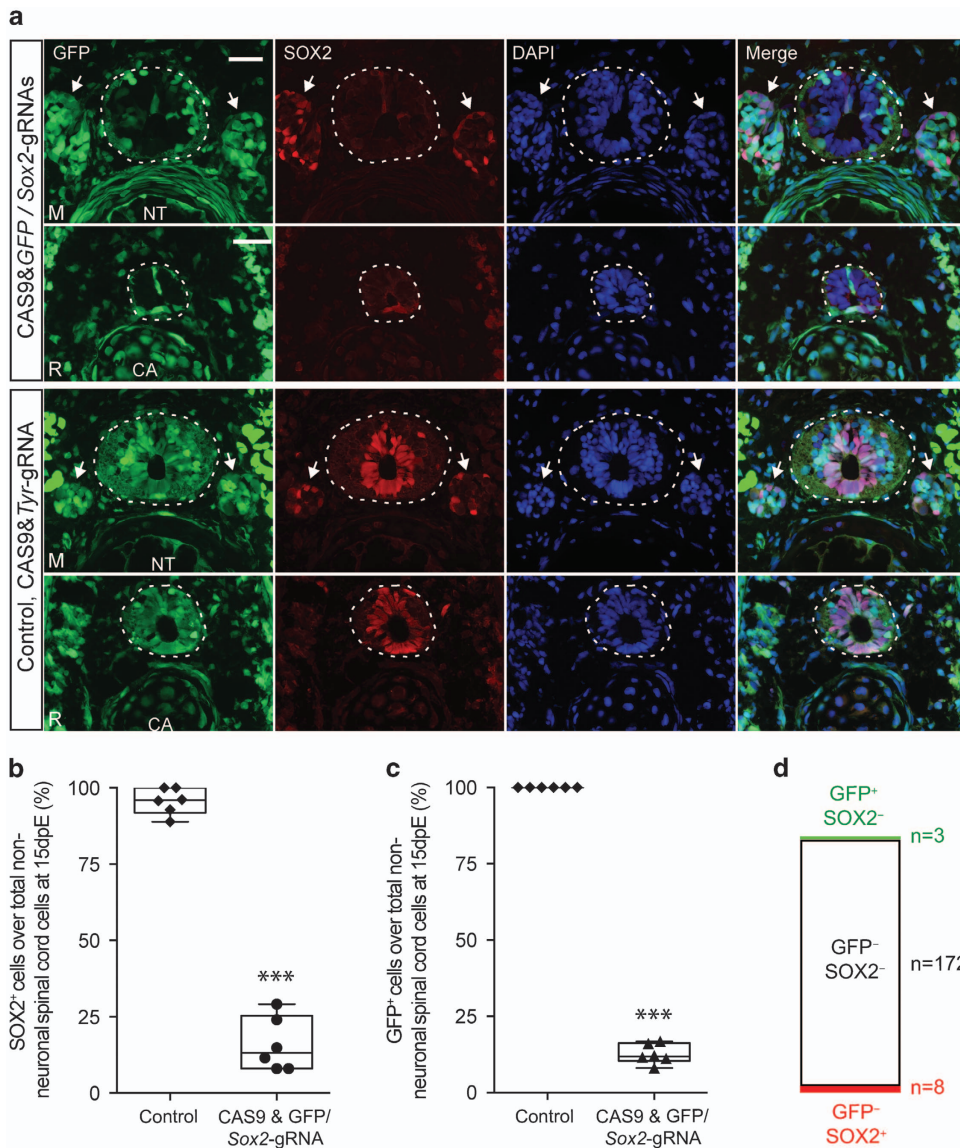 a
GFP SOX2 DAPI Merge
CAS9&GFP / Sox2-gRNAs
M NT
R CA
Control, CAS9&Tyr-gRNA
M NT
R CA
b
SOX2⁺ cells over total non-
neuronal spinal cord cells at 15dpE (%)
100
75
50
25
0
***
Control
CAS9 & GFP/
Sox2-gRNA
c
GFP⁺ cells over total non-
neuronal spinal cord cells at 15dpE (%)
100
75
50
25
0
***
Control
CAS9 & GFP/
Sox2-gRNA
d
GFP⁺
SOX2⁻
n=3
GFP⁻
SOX2⁻
n=172
n=8
GFP⁻
SOX2⁺